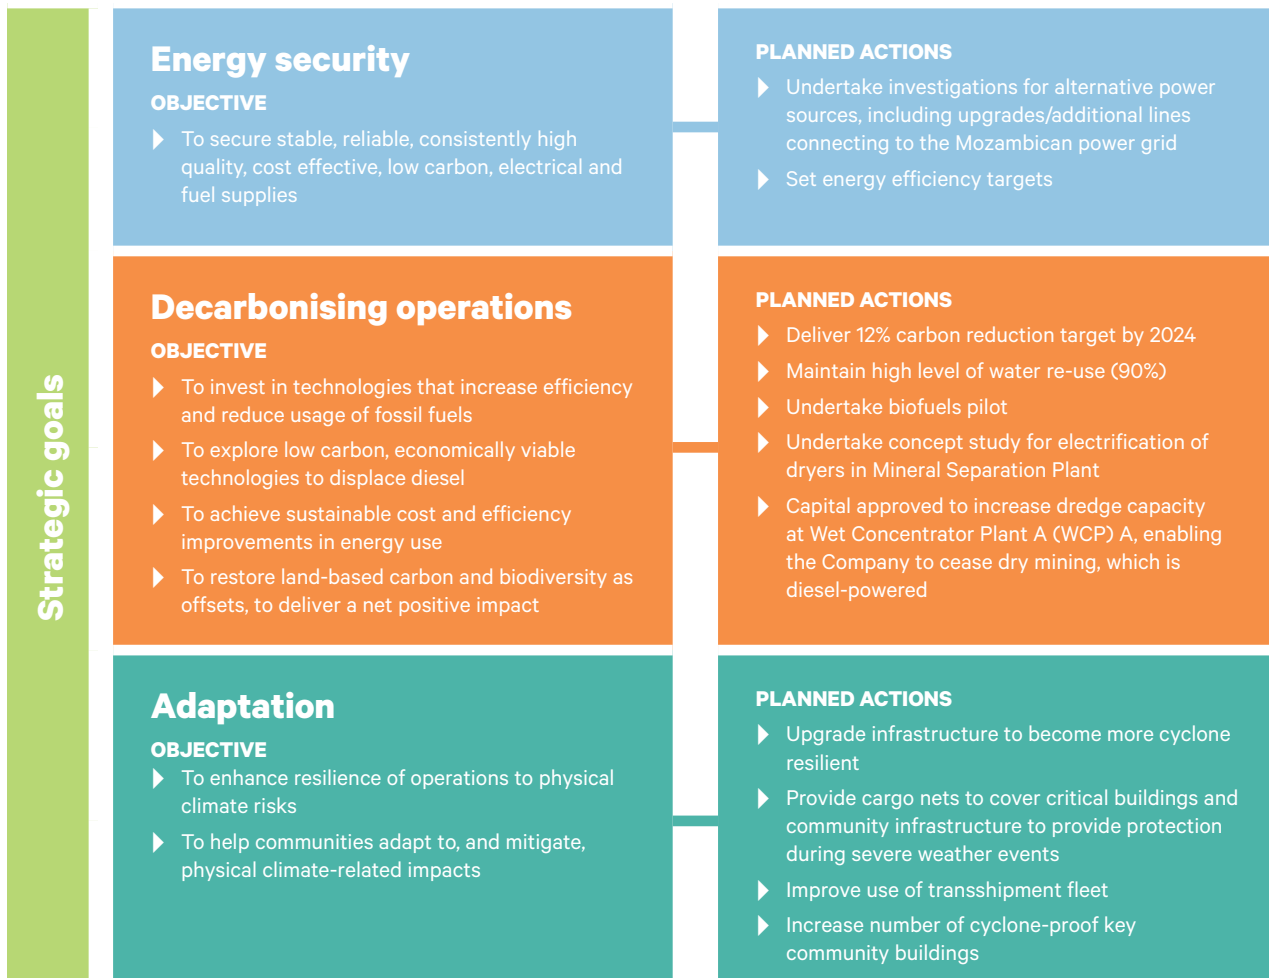 Strategic goals
Energy security
OBJECTIVE
To secure stable, reliable, consistently high
quality, cost effective, low carbon, electrical and
fuel supplies
PLANNED ACTIONS
Undertake investigations for alternative power
sources, including upgrades/additional lines
connecting to the Mozambican power grid
Set energy efficiency targets
Decarbonising operations
OBJECTIVE
To invest in technologies that increase efficiency
and reduce usage of fossil fuels
To explore low carbon, economically viable
technologies to displace diesel
To achieve sustainable cost and efficiency
improvements in energy use
To restore land-based carbon and biodiversity as
offsets, to deliver a net positive impact
PLANNED ACTIONS
Deliver 12% carbon reduction target by 2024
Maintain high level of water re-use (90%)
Undertake biofuels pilot
Undertake concept study for electrification of
dryers in Mineral Separation Plant
Capital approved to increase dredge capacity
at Wet Concentrator Plant A (WCP) A, enabling
the Company to cease dry mining, which is
diesel-powered
Adaptation
OBJECTIVE
To enhance resilience of operations to physical
climate risks
To help communities adapt to, and mitigate,
physical climate-related impacts
PLANNED ACTIONS
Upgrade infrastructure to become more cyclone
resilient
Provide cargo nets to cover critical buildings and
community infrastructure to provide protection
during severe weather events
Improve use of transshipment fleet
Increase number of cyclone-proof key
community buildings